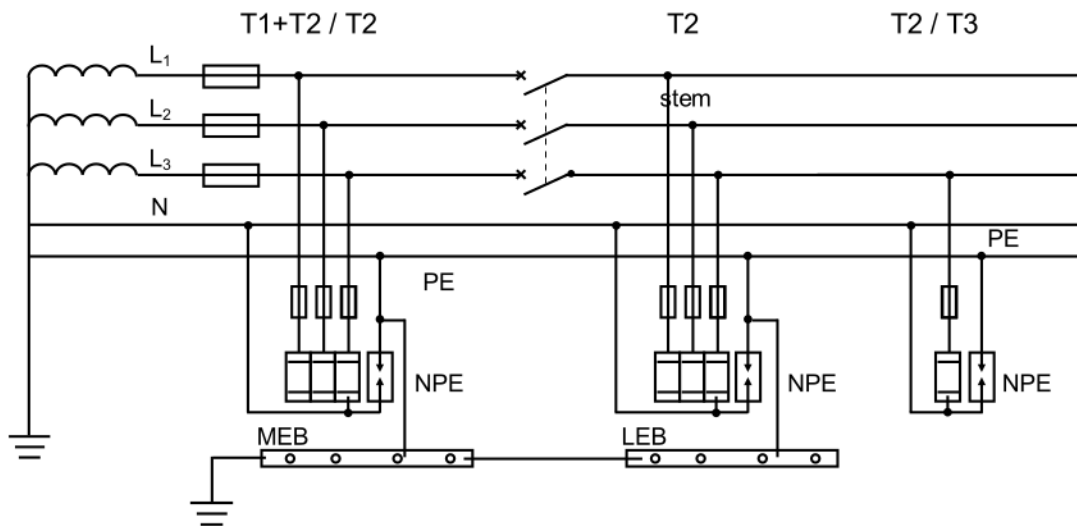 T1+T2 / T2
T2
T2 / T3
L1
stem
L2
L3
N
PE
PE
NPE
NPE
NPE
MEB
LEB